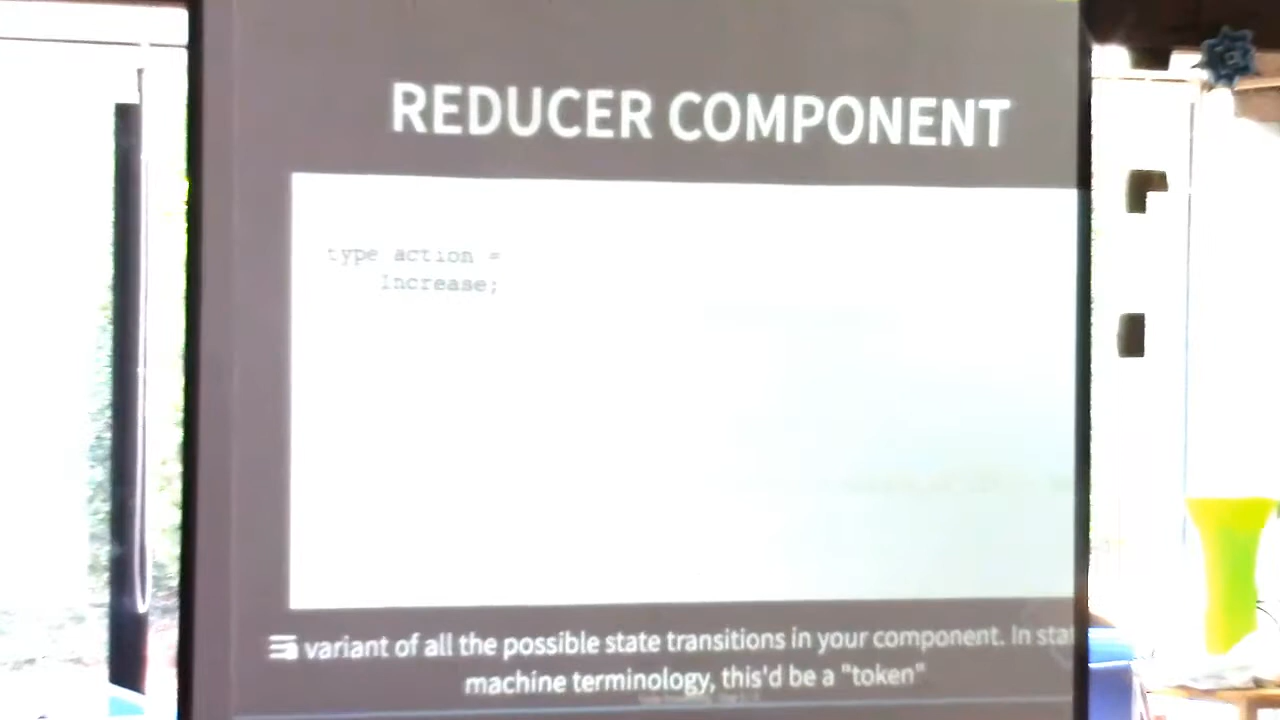 REDUCER COMPONENT
type action =
Increase;
variant of all the possible state transitions in your component. In
machine terminology, this'd be a "token"